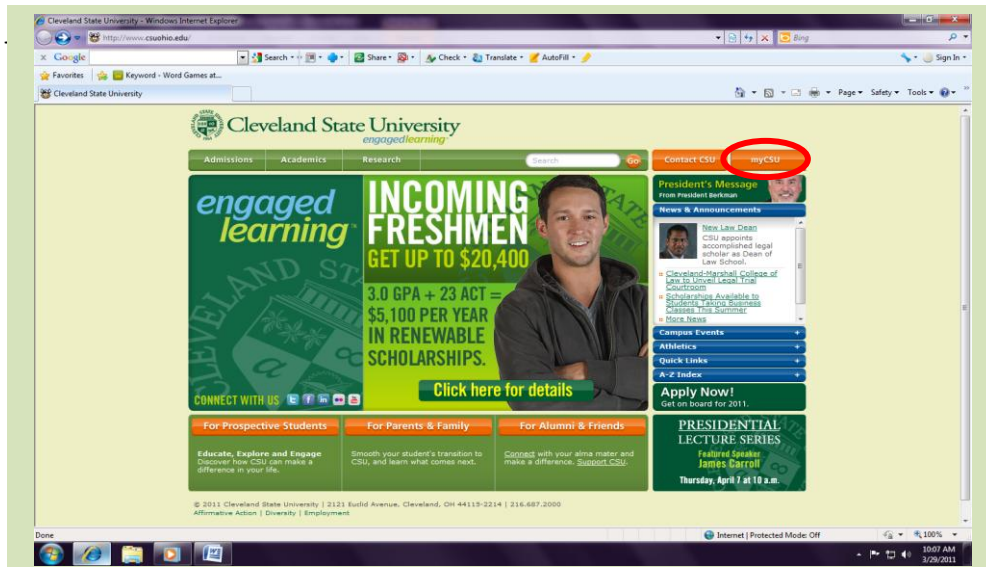 Cleveland State University - Windows Internet Explorer
http://www.csuohio.edu/
Bing
Google
Search
Share
Check
Translate
AutoFill
Sign In
Favorites
Keyword - Word Games at...
Cleveland State University
Page Safety Tools
Cleveland State University
engagedlearning
Admissions Academics Research Search Go Contact CSU myCSU
engaged
learning™
CONNECT WITH US
INCOMING
FRESHMEN
GET UP TO $20,400
3.0 GPA + 23 ACT =
$5,100 PER YEAR
IN RENEWABLE
SCHOLARSHIPS.
Click here for details
President's Message
From President Berkman
News & Announcements
New Law Dean
CSU appoints
accomplished legal
scholar as Dean of
Law School.
Cleveland-Marshall College of
Law to Unveil Legal Trial
Courtroom
Scholarships Available to
Students Taking Business
Classes This Summer
More News
Campus Events +
Athletics +
Quick Links +
A-Z Index +
Apply Now!
Get on board for 2011.
For Prospective Students
Educate, Explore and Engage
Discover how CSU can make a
difference in your life.
For Parents & Family
Smooth your student's transition to
CSU, and learn what comes next.
For Alumni & Friends
Connect with your alma mater and
make a difference. Support CSU.
PRESIDENTIAL
LECTURE SERIES
Featured Speaker
James Carroll
Thursday, April 7 at 10 a.m.
© 2011 Cleveland State University | 2121 Euclid Avenue, Cleveland, OH 44115-2214 | 216.687.2000
Affirmative Action | Diversity | Employment
Done
Internet | Protected Mode: Off
100%
10:07 AM
3/29/2011